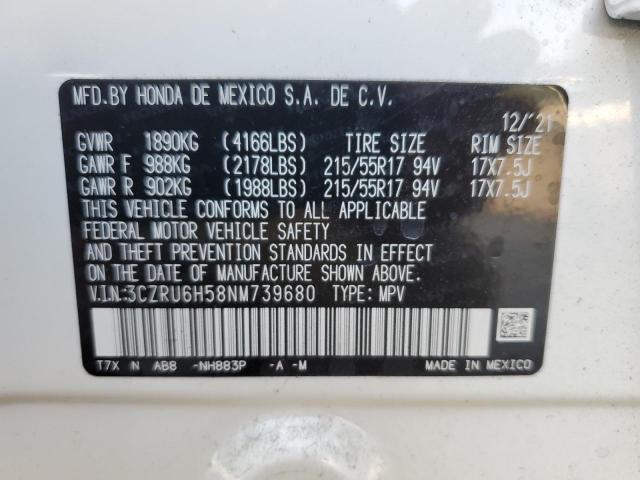 MFD.BY HONDA DE MEXICO S.A. DE C.V.
12/'21
GVWR 1890KG (4166LBS) TIRE SIZE RIM SIZE
GAWR F 988KG (2178LBS) 215/55R17 94V 17X7.5J
GAWR R 902KG (1988LBS) 215/55R17 94V 17X7.5J
THIS VEHICLE CONFORMS TO ALL APPLICABLE
FEDERAL MOTOR VEHICLE SAFETY
AND THEFT PREVENTION STANDARDS IN EFFECT
ON THE DATE OF MANUFACTURE SHOWN ABOVE.
V.I.N:3CZRU6H58NM739680 TYPE: MPV
T7X N AB8 -NH883P -A -M MADE IN MEXICO